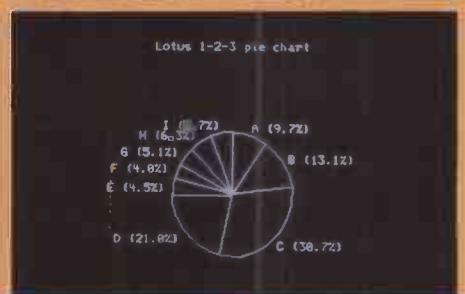 Lotus 1-2-3 pie chart
I
A (9.7%)
H (6.3%)
G (5.1%)
B (13.1%)
F (4.0%)
E (4.5%)
D (21.0%)
C (30.7%)